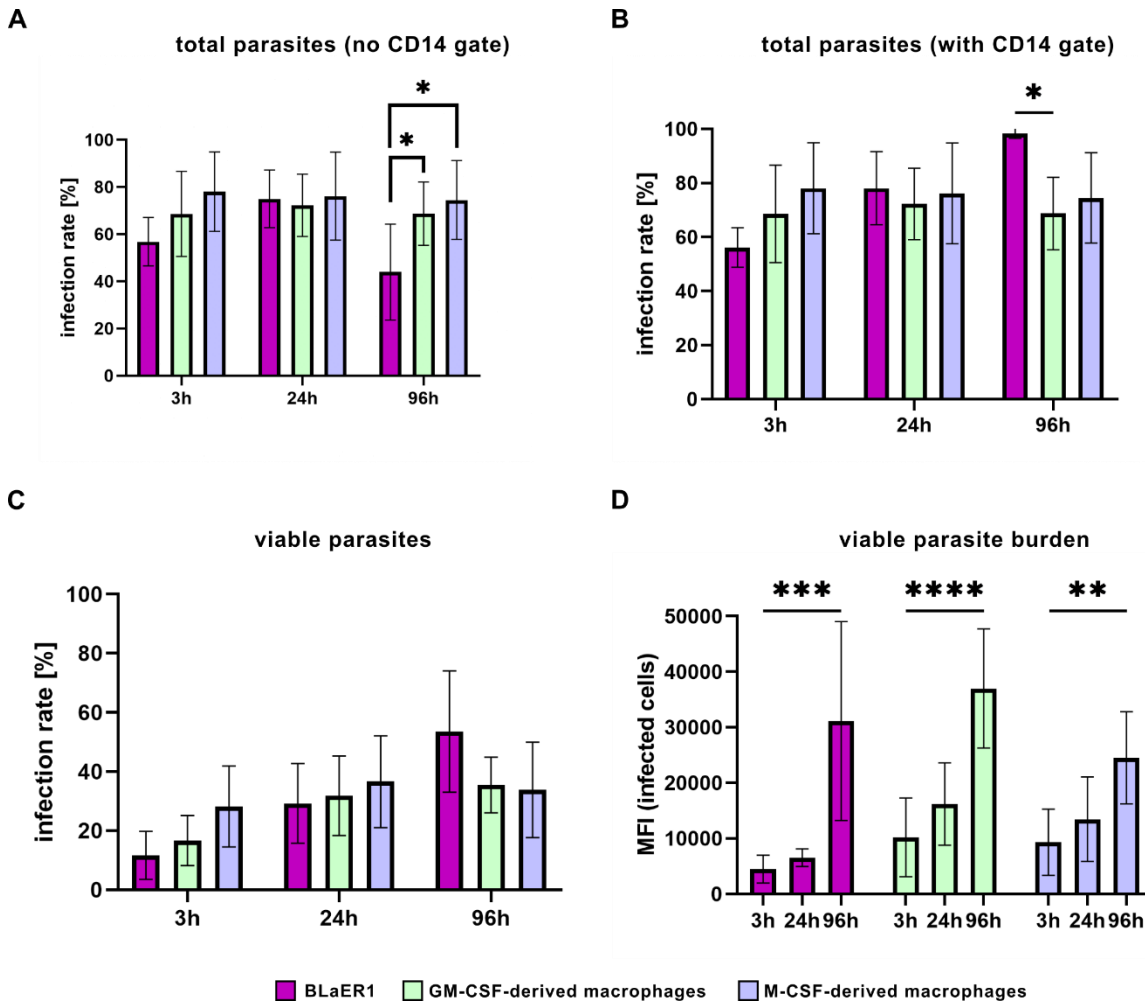 A
total parasites (no CD14 gate)
infection rate [%]
100
80
60
40
20
0
*
*
3h 24h 96h
B
total parasites (with CD14 gate)
infection rate [%]
100
80
60
40
20
0
*
3h 24h 96h
C
viable parasites
infection rate [%]
100
80
60
40
20
0
3h 24h 96h
D
viable parasite burden
MFI (infected cells)
50000
40000
30000
20000
10000
0
*** **** **
3h 24h 96h 3h 24h 96h 3h 24h 96h
BLaER1 GM-CSF-derived macrophages M-CSF-derived macrophages